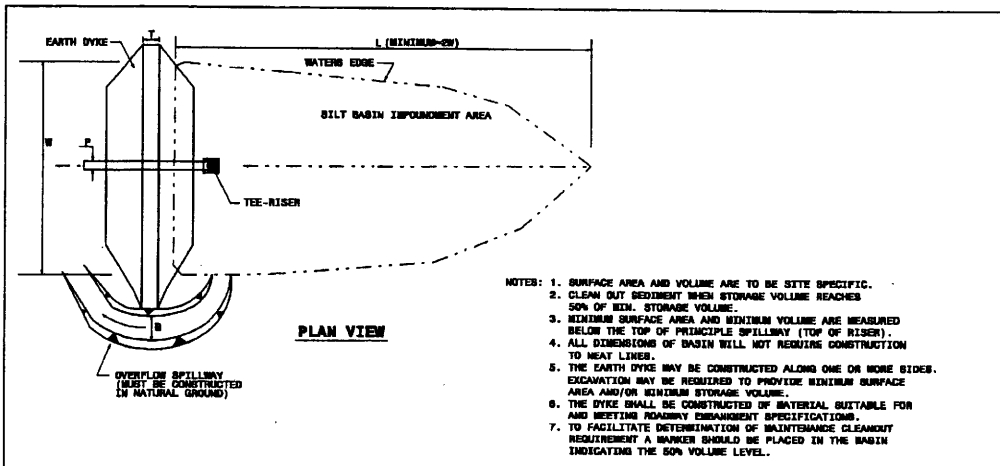 T
L (MINIMUM=2W)
EARTH DYKE
WATERS EDGE
SILT BASIN IMPOUNDMENT AREA
W
P
TEE-RISER
B
PLAN VIEW
OVERFLOW SPILLWAY
(MUST BE CONSTRUCTED
IN NATURAL GROUND)
NOTES: 1. SURFACE AREA AND VOLUME ARE TO BE SITE SPECIFIC.
2. CLEAN OUT SEDIMENT WHEN STORAGE VOLUME REACHES
50% OF MIN. STORAGE VOLUME.
3. MINIMUM SURFACE AREA AND MINIMUM VOLUME ARE MEASURED
BELOW THE TOP OF PRINCIPLE SPILLWAY (TOP OF RISER).
4. ALL DIMENSIONS OF BASIN WILL NOT REQUIRE CONSTRUCTION
TO NEAT LINES.
5. THE EARTH DYKE MAY BE CONSTRUCTED ALONG ONE OR MORE SIDES.
EXCAVATION MAY BE REQUIRED TO PROVIDE MINIMUM SURFACE
AREA AND/OR MINIMUM STORAGE VOLUME.
6. THE DYKE SHALL BE CONSTRUCTED OF MATERIAL SUITABLE FOR
AND MEETING ROADWAY EMBANKMENT SPECIFICATIONS.
7. TO FACILITATE DETERMINATION OF MAINTENANCE CLEANOUT
REQUIREMENT A MARKER SHOULD BE PLACED IN THE BASIN
INDICATING THE 50% VOLUME LEVEL.